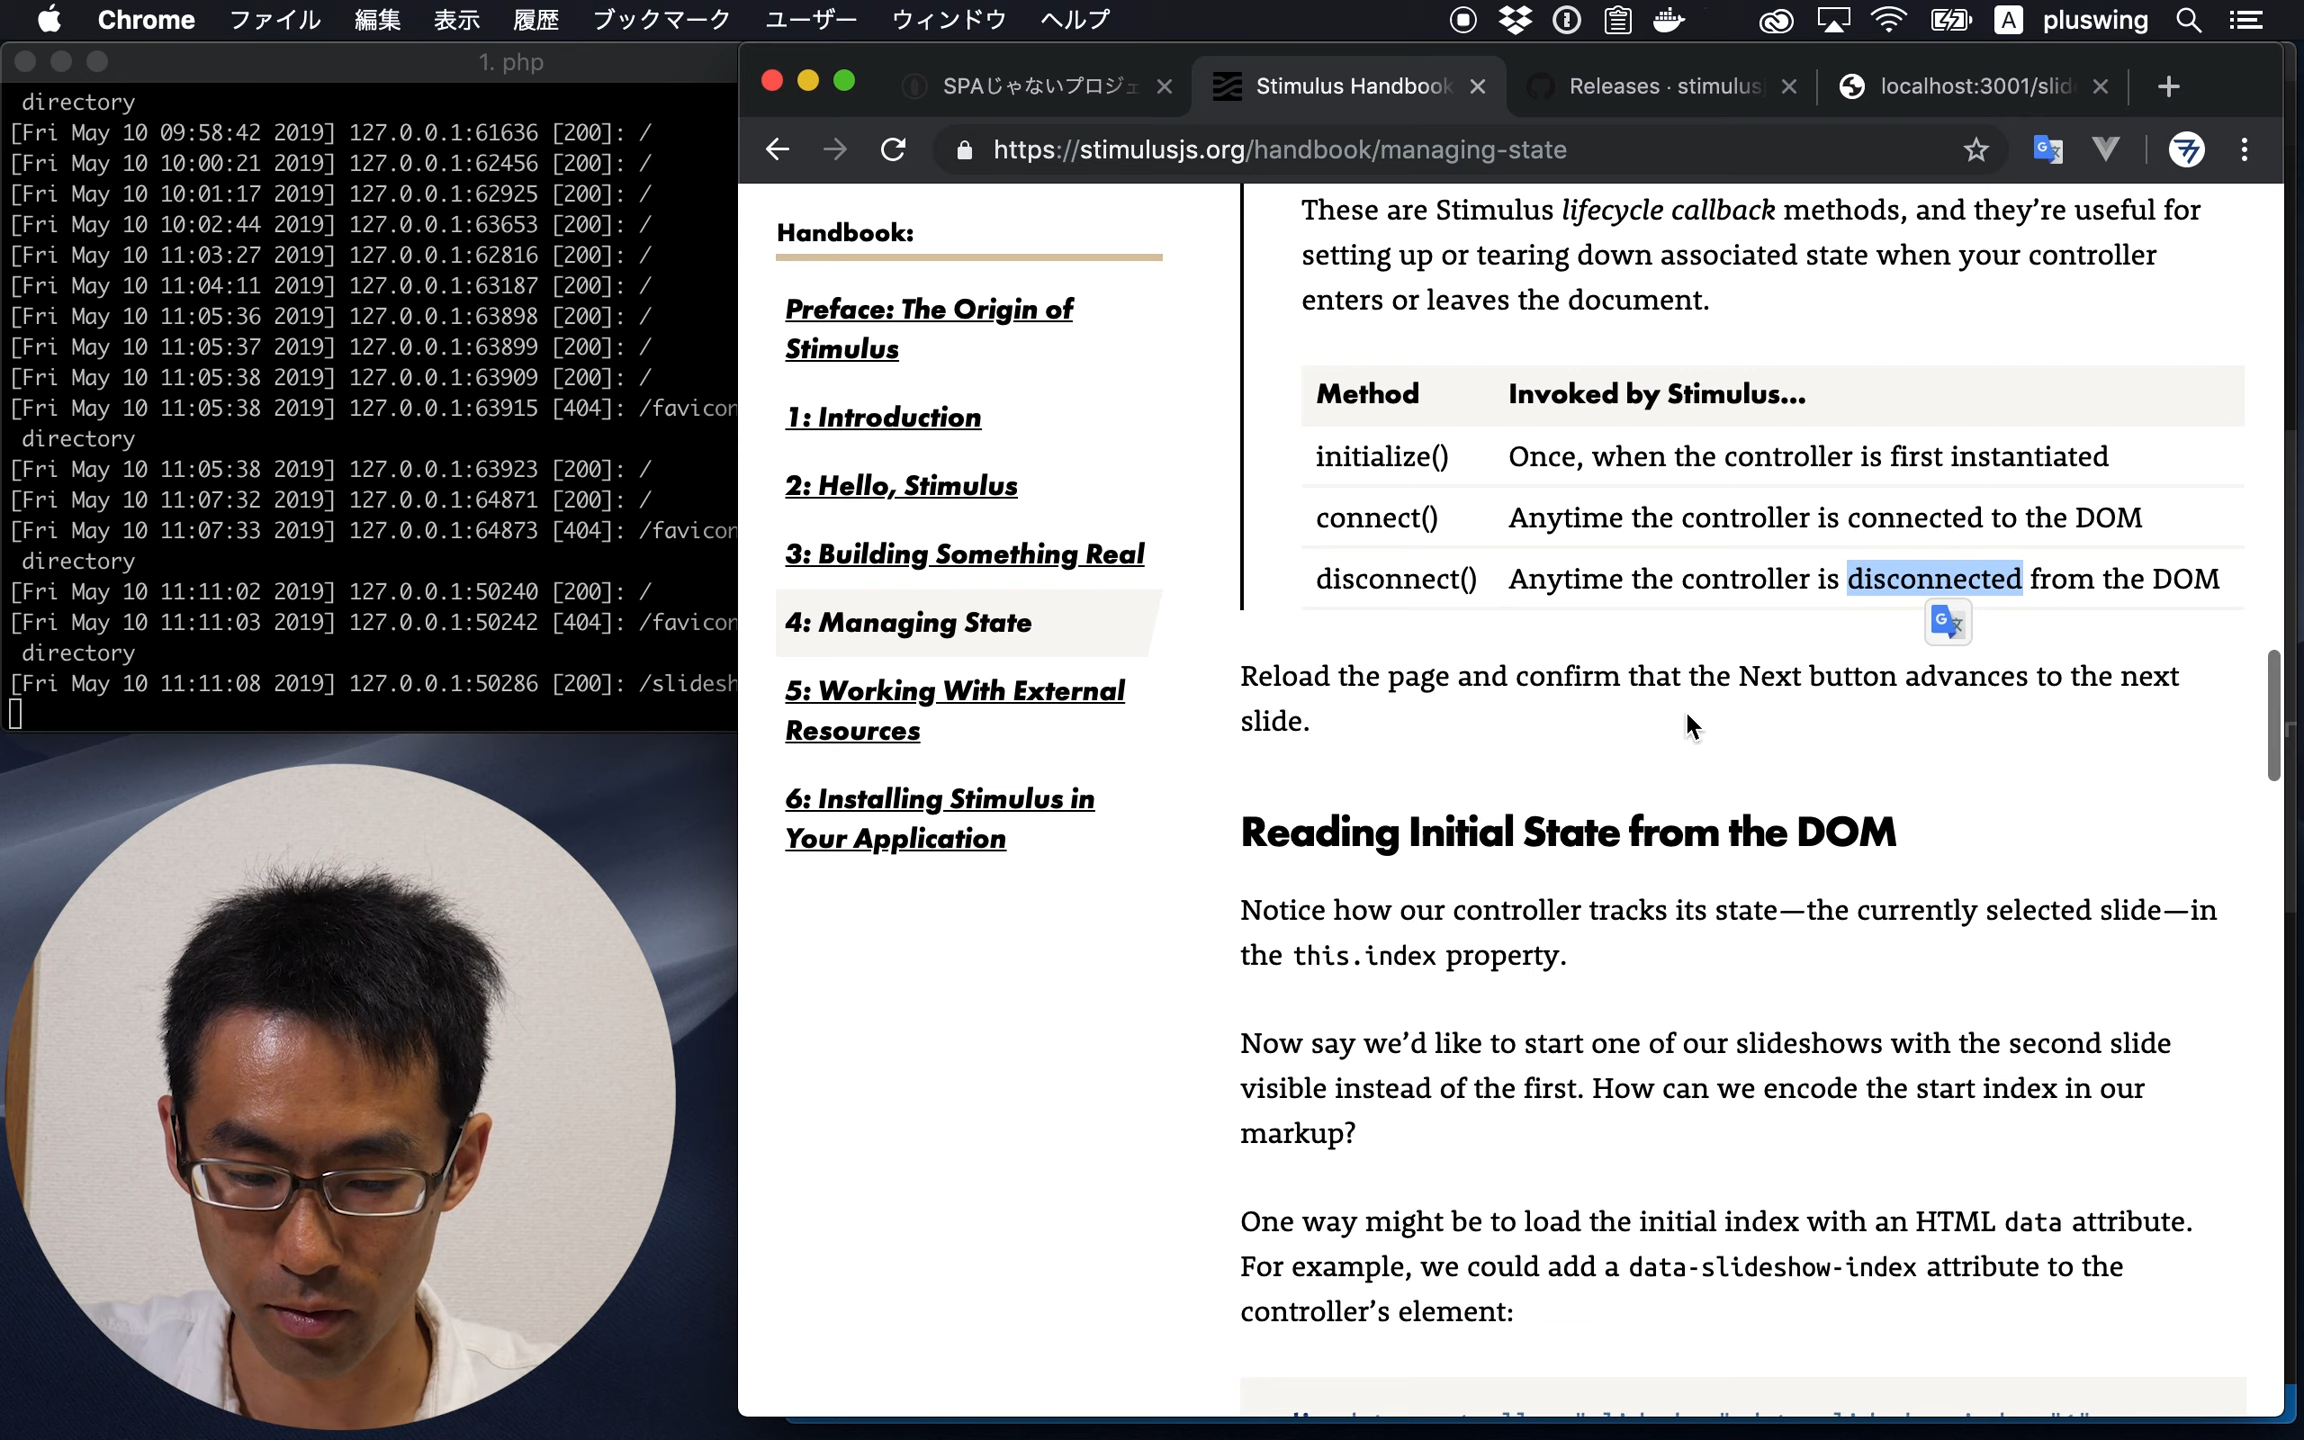 Chrome ファイル 編集 表示 履歴 ブックマーク ユーザー ウィンドウ ヘルプ A pluswing
1. php
directory
[Fri May 10 09:58:42 2019] 127.0.0.1:61636 [200]: /
[Fri May 10 10:00:21 2019] 127.0.0.1:62456 [200]: /
[Fri May 10 10:01:17 2019] 127.0.0.1:62925 [200]: /
[Fri May 10 10:02:44 2019] 127.0.0.1:63653 [200]: /
[Fri May 10 11:03:27 2019] 127.0.0.1:62816 [200]: /
[Fri May 10 11:04:11 2019] 127.0.0.1:63187 [200]: /
[Fri May 10 11:05:36 2019] 127.0.0.1:63898 [200]: /
[Fri May 10 11:05:37 2019] 127.0.0.1:63899 [200]: /
[Fri May 10 11:05:38 2019] 127.0.0.1:63909 [200]: /
[Fri May 10 11:05:38 2019] 127.0.0.1:63915 [404]: /favicon
directory
[Fri May 10 11:05:38 2019] 127.0.0.1:63923 [200]: /
[Fri May 10 11:07:32 2019] 127.0.0.1:64871 [200]: /
[Fri May 10 11:07:33 2019] 127.0.0.1:64873 [404]: /favicon
directory
[Fri May 10 11:11:02 2019] 127.0.0.1:50240 [200]: /
[Fri May 10 11:11:03 2019] 127.0.0.1:50242 [404]: /favicon
directory
[Fri May 10 11:11:08 2019] 127.0.0.1:50286 [200]: /slidesh
SPAじゃないプロジェ
Stimulus Handbook
Releases · stimulus
localhost:3001/slid
https://stimulusjs.org/handbook/managing-state
Handbook:
Preface: The Origin of
Stimulus
1: Introduction
2: Hello, Stimulus
3: Building Something Real
4: Managing State
5: Working With External
Resources
6: Installing Stimulus in
Your Application
These are Stimulus lifecycle callback methods, and they’re useful for
setting up or tearing down associated state when your controller
enters or leaves the document.
Method Invoked by Stimulus…
initialize() Once, when the controller is first instantiated
connect() Anytime the controller is connected to the DOM
disconnect() Anytime the controller is disconnected from the DOM
Reload the page and confirm that the Next button advances to the next
slide.
Reading Initial State from the DOM
Notice how our controller tracks its state—the currently selected slide—in
the this.index property.
Now say we’d like to start one of our slideshows with the second slide
visible instead of the first. How can we encode the start index in our
markup?
One way might be to load the initial index with an HTML data attribute.
For example, we could add a data-slideshow-index attribute to the
controller’s element: